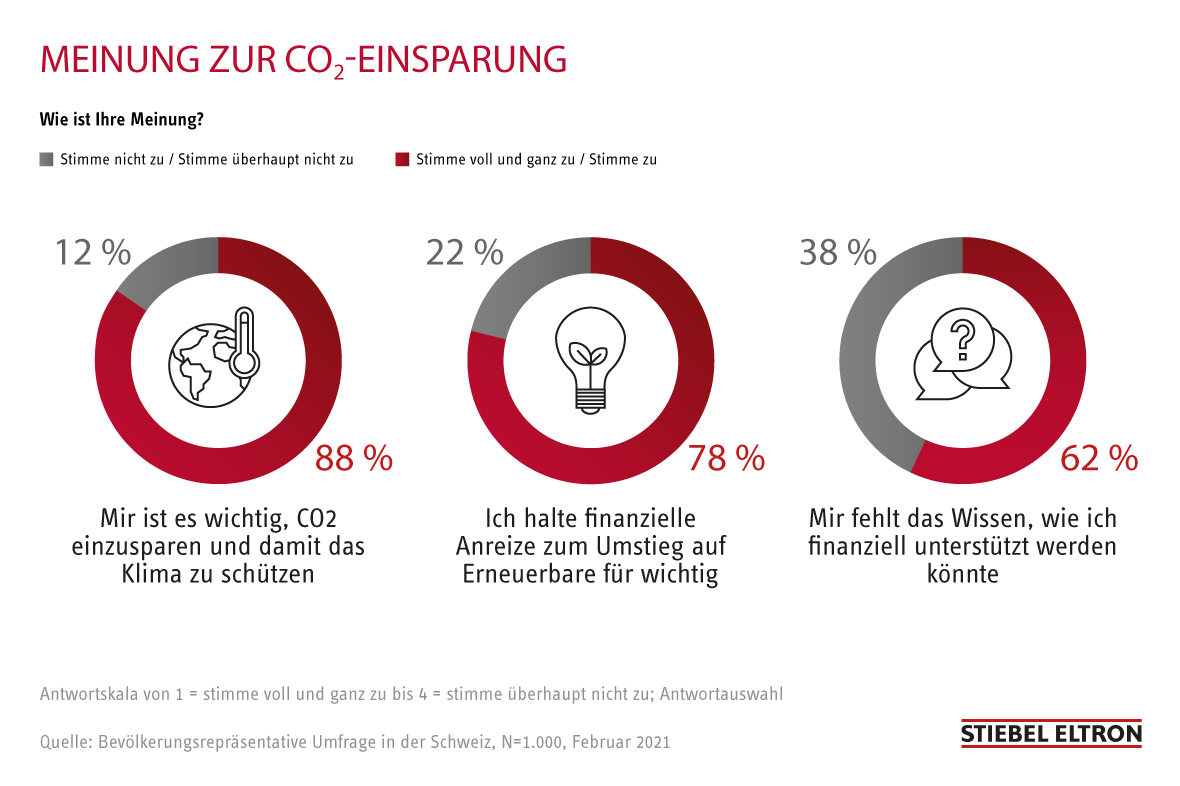 MEINUNG ZUR CO₂-EINSPARUNG
Wie ist Ihre Meinung?
Stimme nicht zu / Stimme überhaupt nicht zu
Stimme voll und ganz zu / Stimme zu
12 %
88 %
Mir ist es wichtig, CO2
einzusparen und damit das
Klima zu schützen
22 %
78 %
Ich halte finanzielle
Anreize zum Umstieg auf
Erneuerbare für wichtig
38 %
?
62 %
Mir fehlt das Wissen, wie ich
finanziell unterstützt werden
könnte
Antwortskala von 1 = stimme voll und ganz zu bis 4 = stimme überhaupt nicht zu; Antwortauswahl
Quelle: Bevölkerungsrepräsentative Umfrage in der Schweiz, N=1.000, Februar 2021
STIEBEL ELTRON